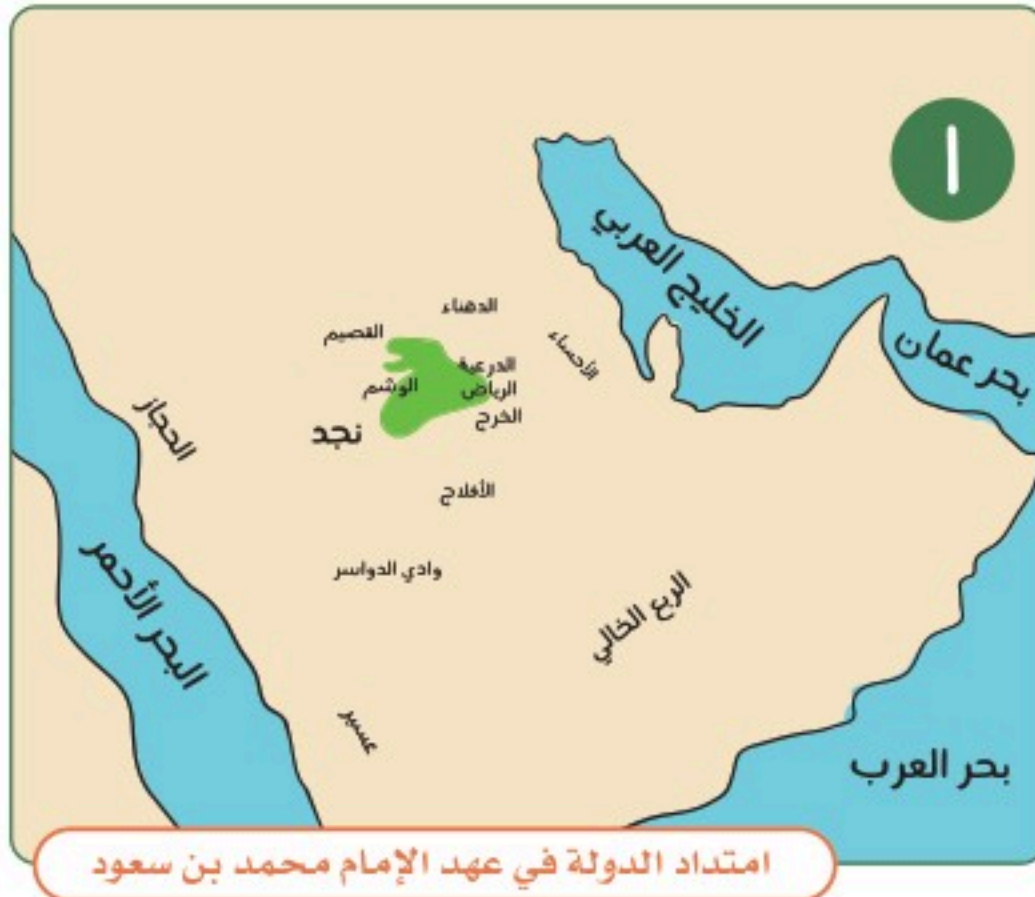 ١
الخليج العربي
بحر عمان
الدهناء
القصيم
الأحساء
الدرعية
الرياض
الوشم
الخرج
نجد
الحجاز
الأفلاج
وادي الدواسر
الربع الخالي
البحر الأحمر
عسير
بحر العرب
امتداد الدولة في عهد الإمام محمد بن سعود